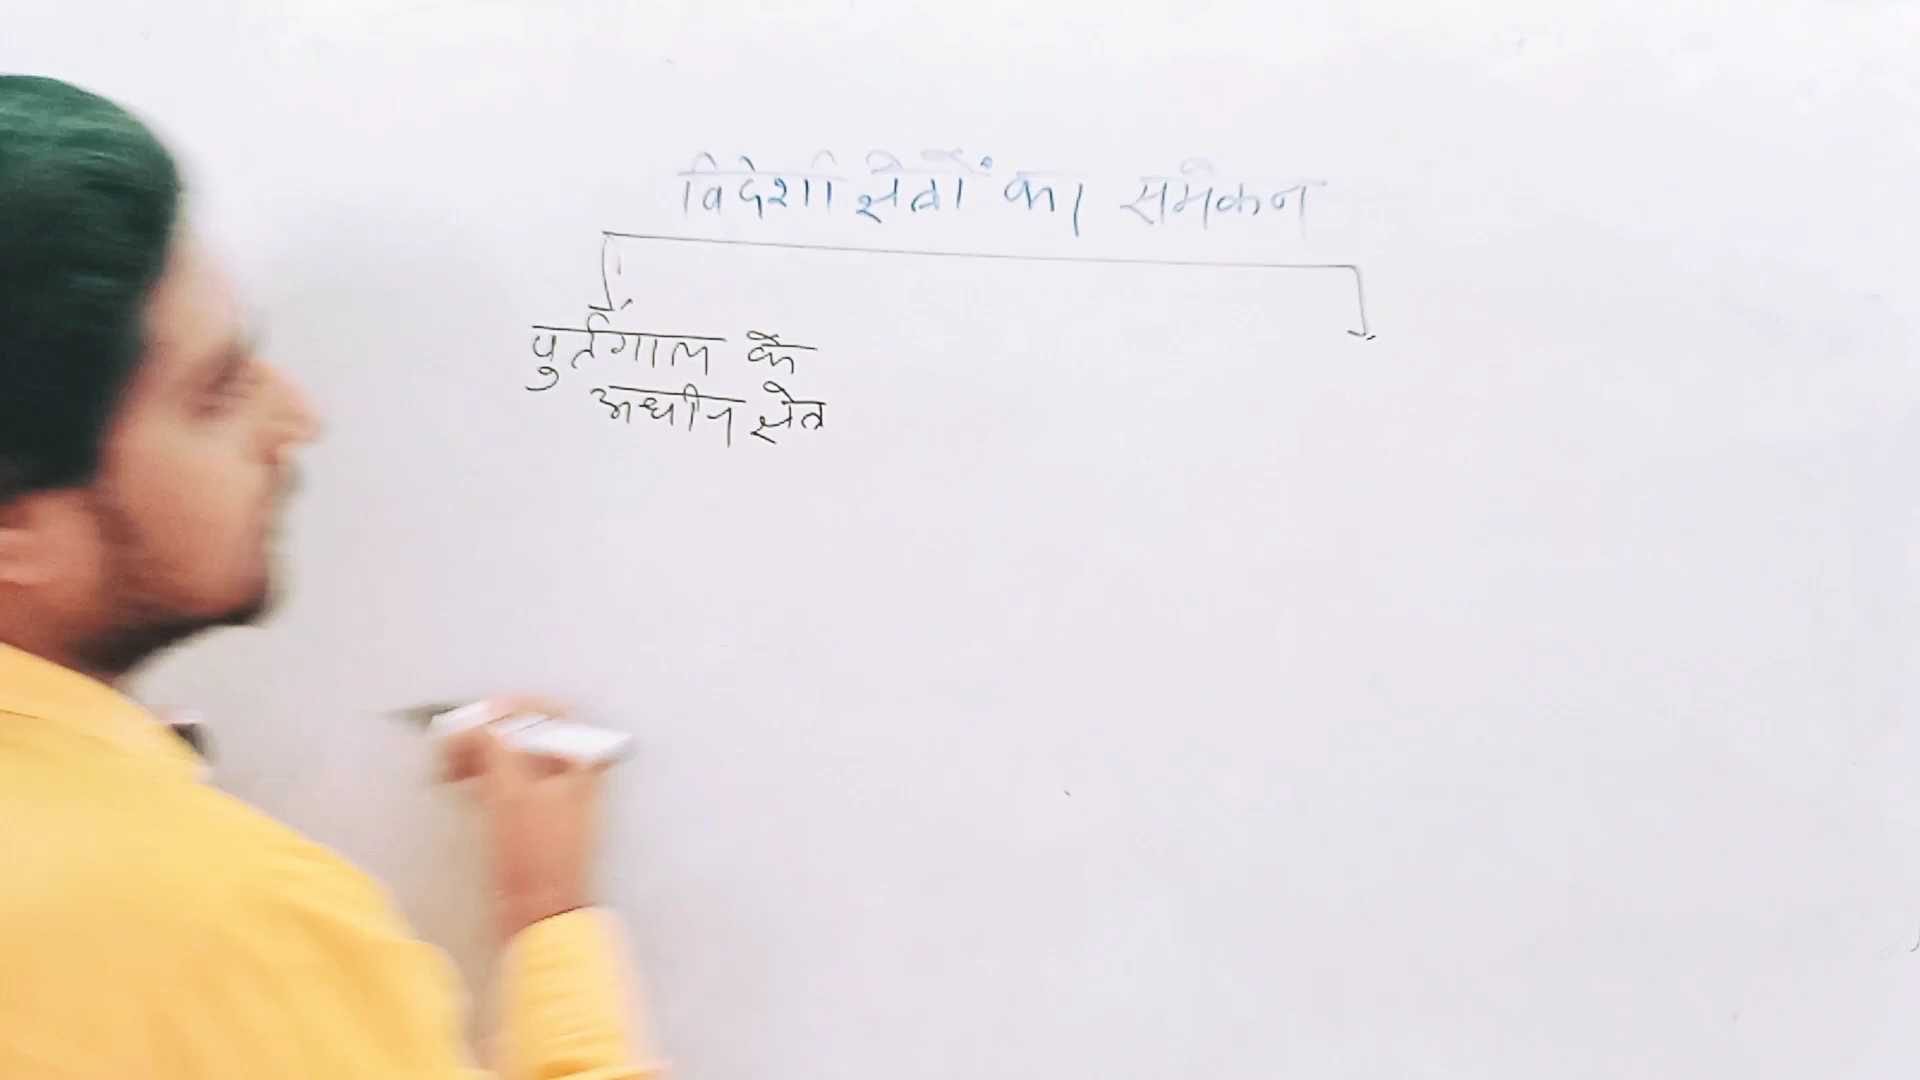 विदेशी क्षेत्रों का समेकन
पुर्तगाल के
अधीन क्षेत्र